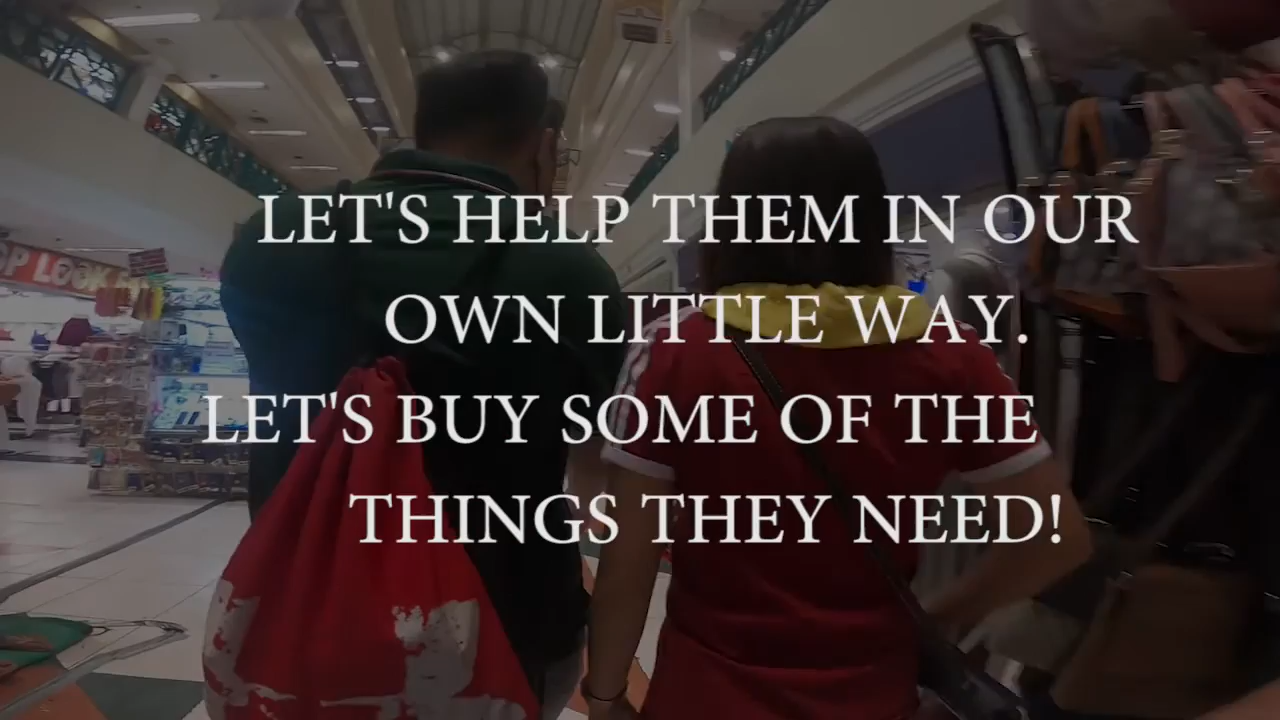 LET'S HELP THEM IN OUR
OWN LITTLE WAY.
LET'S BUY SOME OF THE
THINGS THEY NEED!